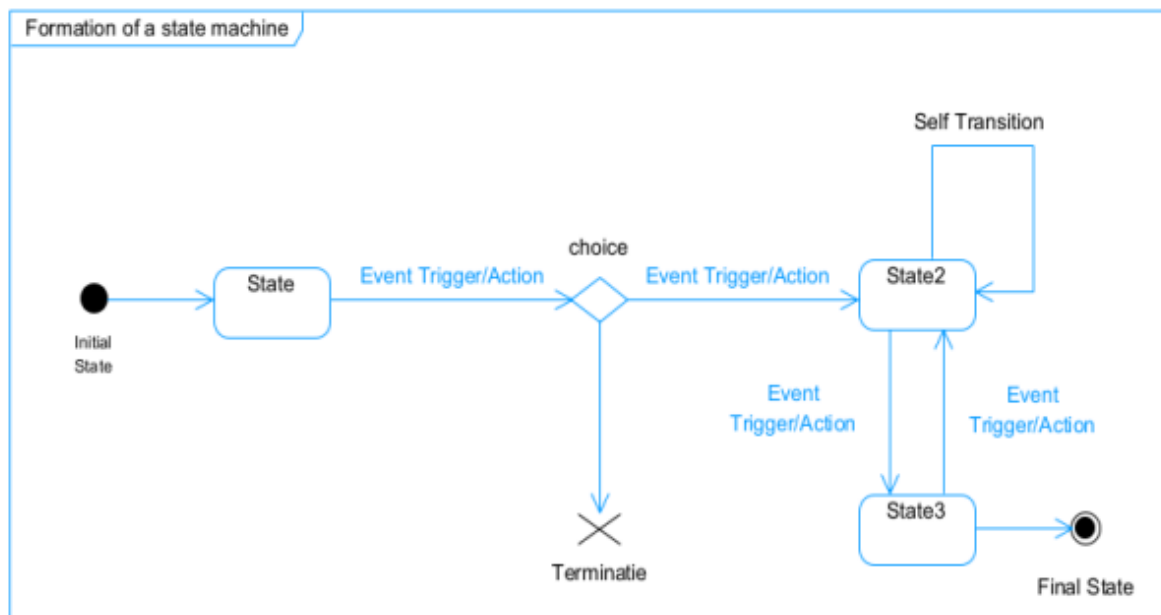 Formation of a state machine
Self Transition
choice
State
Event Trigger/Action
Event Trigger/Action
State2
Initial
State
Event
Trigger/Action
Event
Trigger/Action
State3
Terminatie
Final State